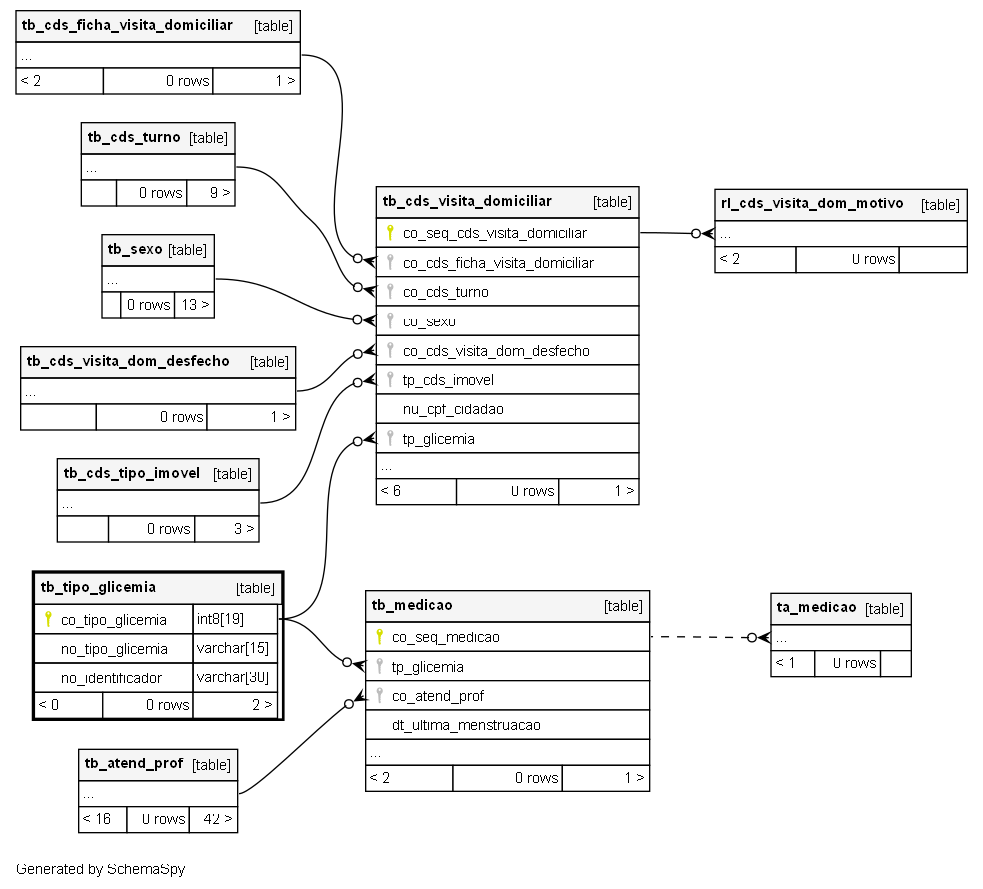 tb_cds_ficha_visita_domiciliar [table]
...
< 2 0 rows 1 >
tb_cds_turno [table]
...
0 rows 9 >
tb_sexo [table]
...
0 rows 13 >
tb_cds_visita_dom_desfecho [table]
...
0 rows 1 >
tb_cds_tipo_imovel [table]
...
0 rows 3 >
tb_tipo_glicemia [table]
co_tipo_glicemia int8[19]
no_tipo_glicemia varchar[15]
no_identificador varchar[30]
< 0 0 rows 2 >
tb_atend_prof [table]
...
< 16 0 rows 42 >
tb_cds_visita_domiciliar [table]
co_seq_cds_visita_domiciliar
co_cds_ficha_visita_domiciliar
co_cds_turno
co_sexo
co_cds_visita_dom_desfecho
tp_cds_imovel
nu_cpf_cidadao
tp_glicemia
...
< 6 0 rows 1 >
tb_medicao [table]
co_seq_medicao
tp_glicemia
co_atend_prof
dt_ultima_menstruacao
...
< 2 0 rows 1 >
rl_cds_visita_dom_motivo [table]
...
< 2 0 rows
ta_medicao [table]
...
< 1 0 rows
Generated by SchemaSpy